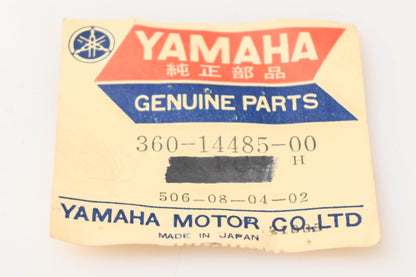 YAMAHA
純正部品
GENUINE PARTS
360-14485-00
H
506-08-04-02
YAMAHA MOTOR CO., LTD
MADE IN JAPAN